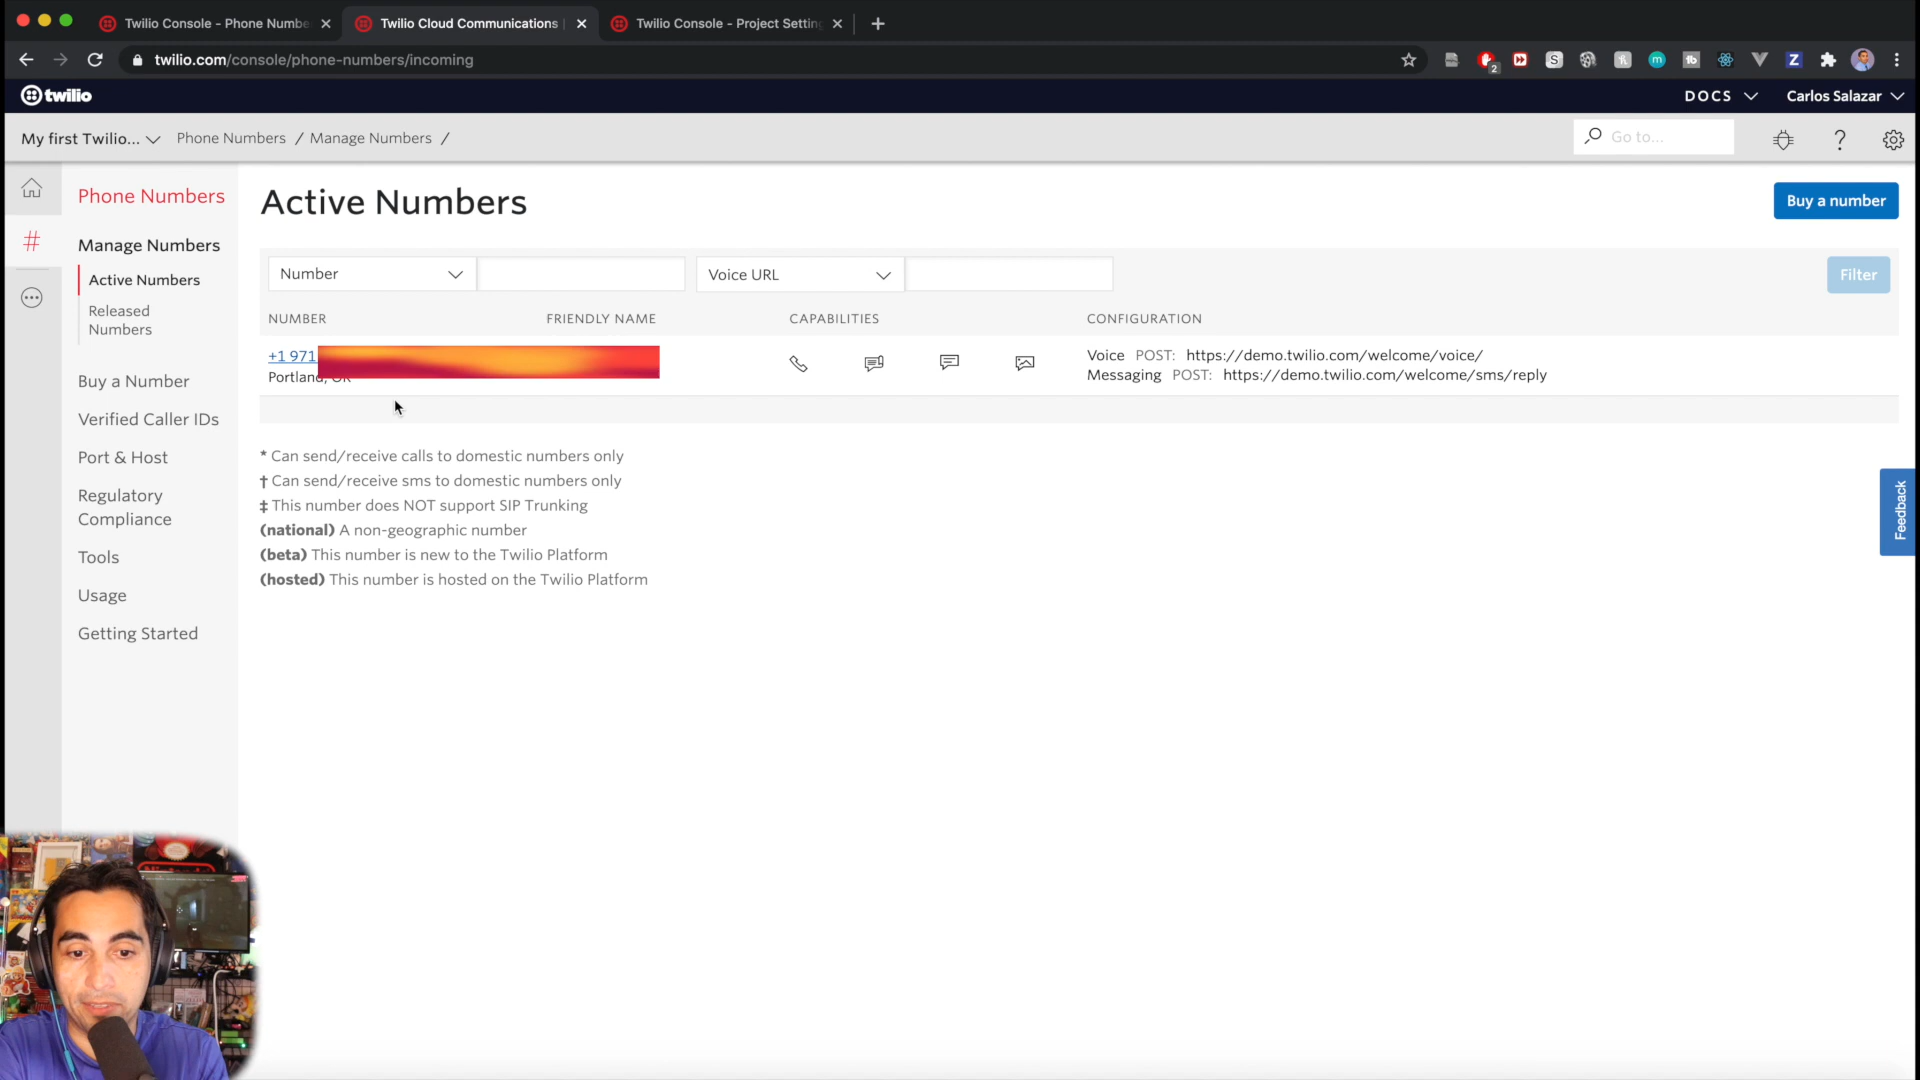 Twilio Console - Phone Numbe
Twilio Cloud Communications
Twilio Console - Project Settin
twilio.com/console/phone-numbers/incoming
2
twilio
DOCS
Carlos Salazar
My first Twilio...
Phone Numbers / Manage Numbers /
Go to...
Phone Numbers
Manage Numbers
Active Numbers
Released
Numbers
Buy a Number
Verified Caller IDs
Port & Host
Regulatory
Compliance
Tools
Usage
Getting Started
Active Numbers
Buy a number
Number
Voice URL
Filter
NUMBER
FRIENDLY NAME
CAPABILITIES
CONFIGURATION
+1 971
Portland, OR
Voice POST: https://demo.twilio.com/welcome/voice/
Messaging POST: https://demo.twilio.com/welcome/sms/reply
* Can send/receive calls to domestic numbers only
† Can send/receive sms to domestic numbers only
‡ This number does NOT support SIP Trunking
(national) A non-geographic number
(beta) This number is new to the Twilio Platform
(hosted) This number is hosted on the Twilio Platform
Feedback